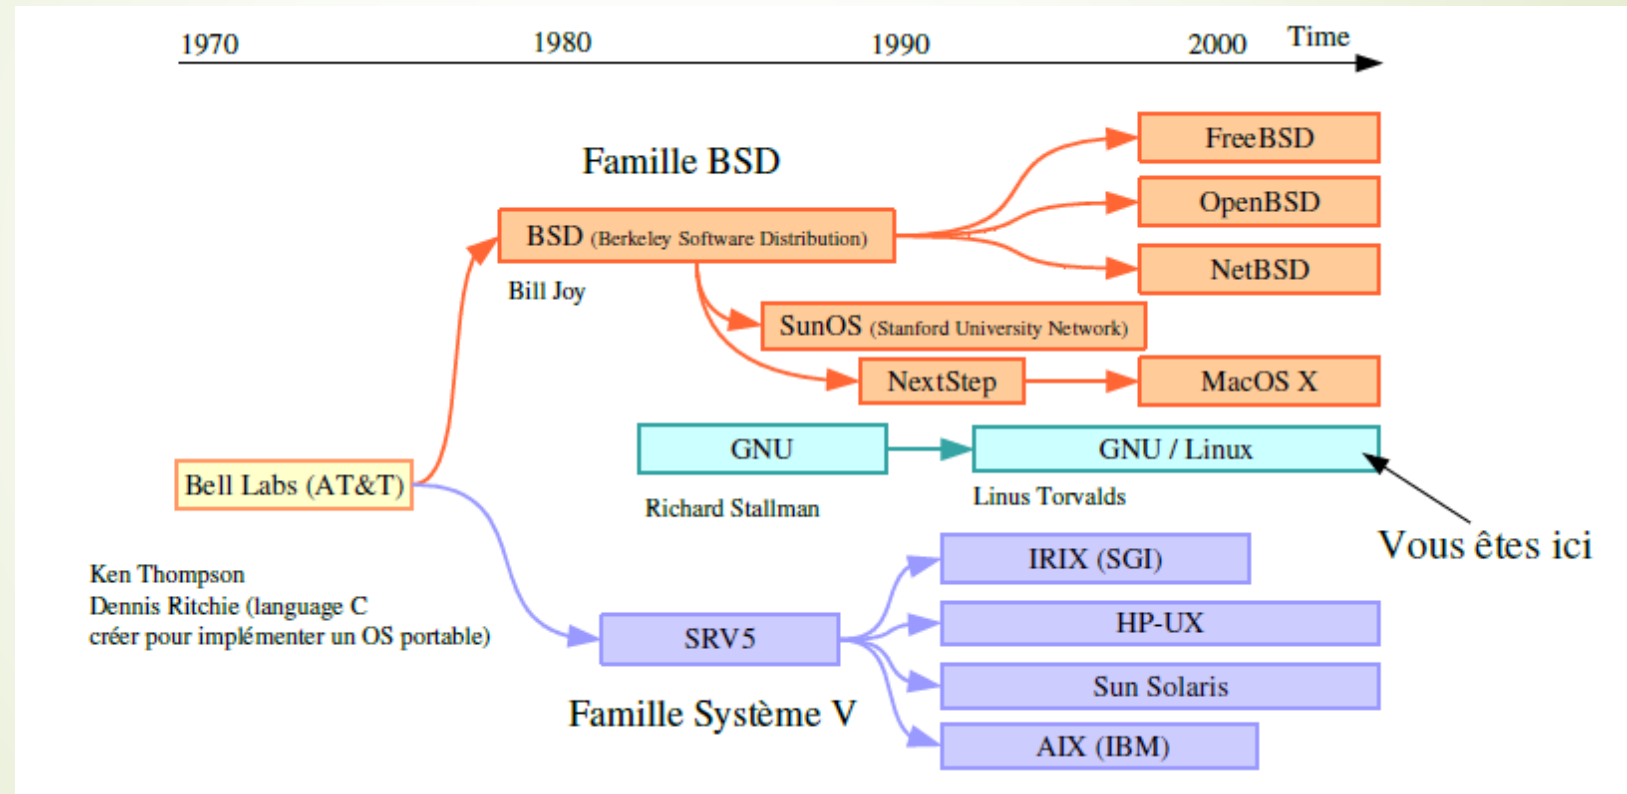 1970 1980 1990 2000 Time
Famille BSD
FreeBSD
OpenBSD
BSD (Berkeley Software Distribution)
NetBSD
Bill Joy
SunOS (Stanford University Network)
NextStep
MacOS X
GNU
GNU / Linux
Bell Labs (AT&T)
Richard Stallman
Linus Torvalds
Vous êtes ici
Ken Thompson
Dennis Ritchie (language C
créer pour implémenter un OS portable)
IRIX (SGI)
HP-UX
SRV5
Sun Solaris
Famille Système V
AIX (IBM)